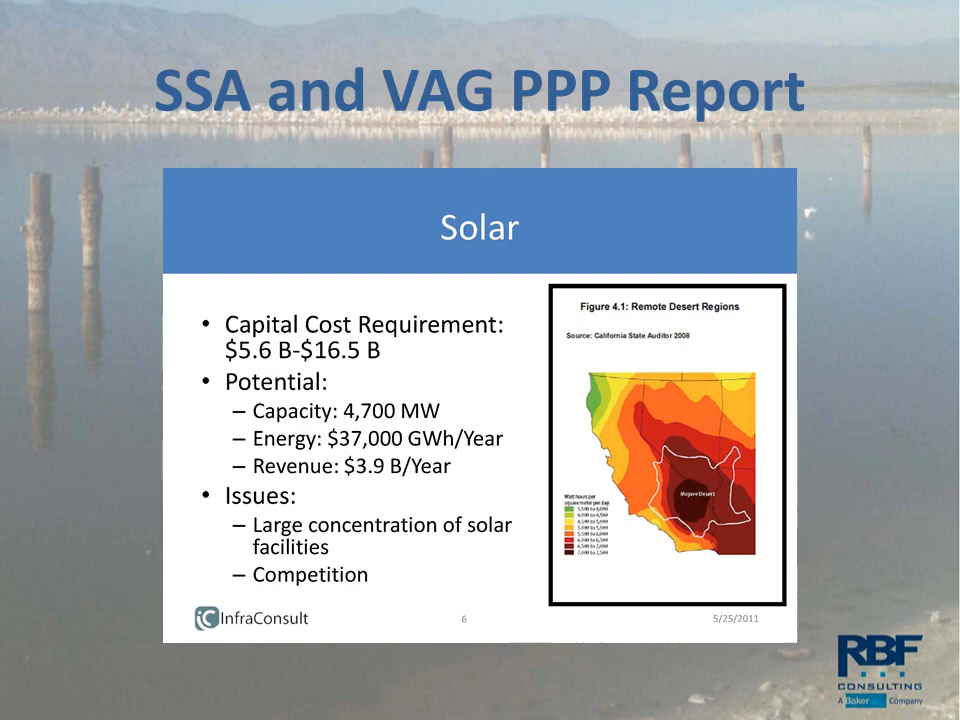 SSA and VAG PPP Report
Solar
• Capital Cost Requirement:
$5.6 B-$16.5 B
• Potential:
– Capacity: 4,700 MW
– Energy: $37,000 GWh/Year
– Revenue: $3.9 B/Year
• Issues:
– Large concentration of solar
facilities
– Competition
Figure 4.1: Remote Desert Regions
Source: California State Auditor 2008
Mojave Desert
Watt hours per
square meter per day
3,500 to 4,000
4,000 to 4,500
4,500 to 5,000
5,000 to 5,500
5,500 to 6,000
6,000 to 6,500
6,500 to 7,000
7,000 to 7,500
iC InfraConsult
6
5/25/2011
RBF
CONSULTING
A Baker Company